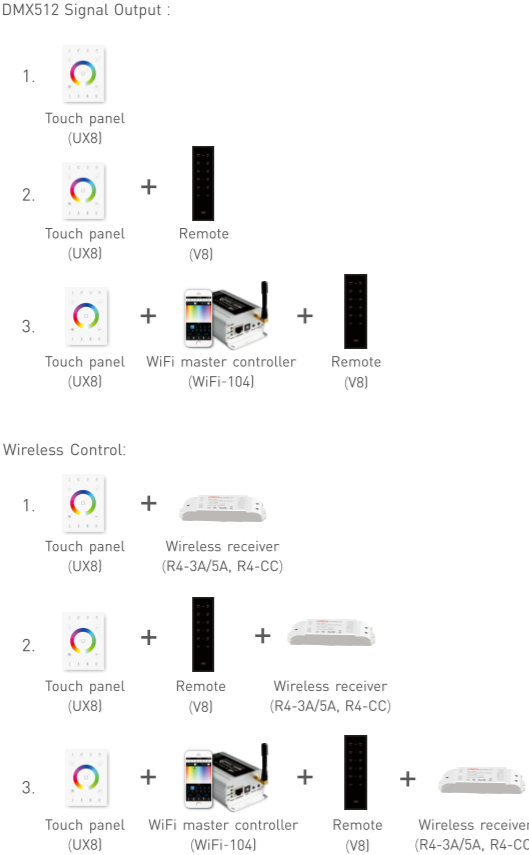 DMX512 Signal Output :
1.
Touch panel
(UX8)
2.
+
Touch panel
(UX8)
Remote
(V8)
3.
+
+
Touch panel
(UX8)
WiFi master controller
(WiFi-104)
Remote
(V8)
Wireless Control:
1.
+
Touch panel
(UX8)
Wireless receiver
(R4-3A/5A, R4-CC)
2.
+
+
Touch panel
(UX8)
Remote
(V8)
Wireless receiver
(R4-3A/5A, R4-CC)
3.
+
+
+
Touch panel
(UX8)
WiFi master controller
(WiFi-104)
Remote
(V8)
Wireless receiver
(R4-3A/5A, R4-CC